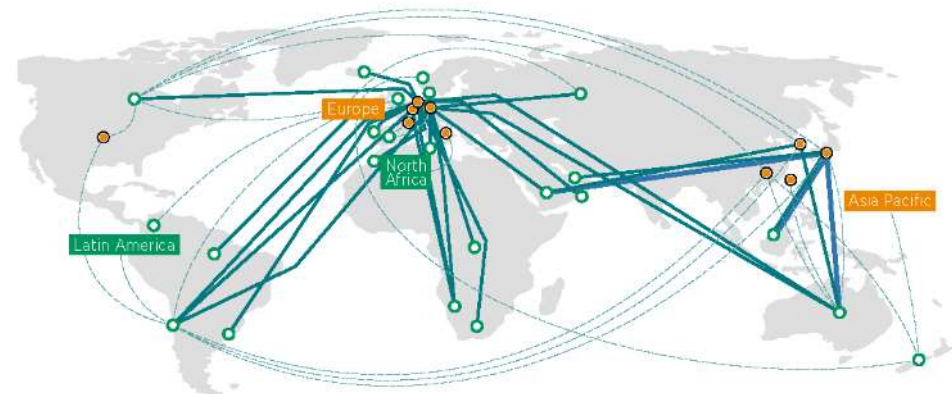 Europe
North
Africa
Asia Pacific
Latin America